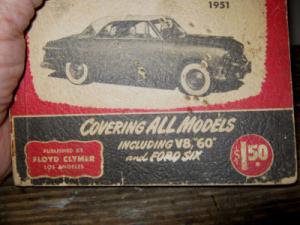 1951
COVERING ALL MODELS
INCLUDING V8, "60"
and FORD SIX
PUBLISHED BY
FLOYD CLYMER
LOS ANGELES
$1.50